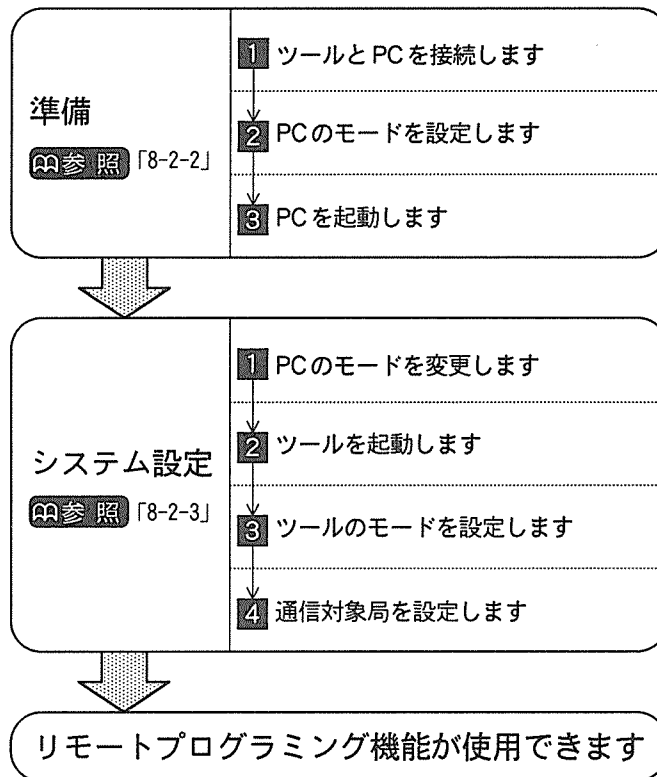 準備
参照「8-2-2」
1 ツールとPCを接続します
2 PCのモードを設定します
3 PCを起動します
システム設定
参照「8-2-3」
1 PCのモードを変更します
2 ツールを起動します
3 ツールのモードを設定します
4 通信対象局を設定します
リモートプログラミング機能が使用できます